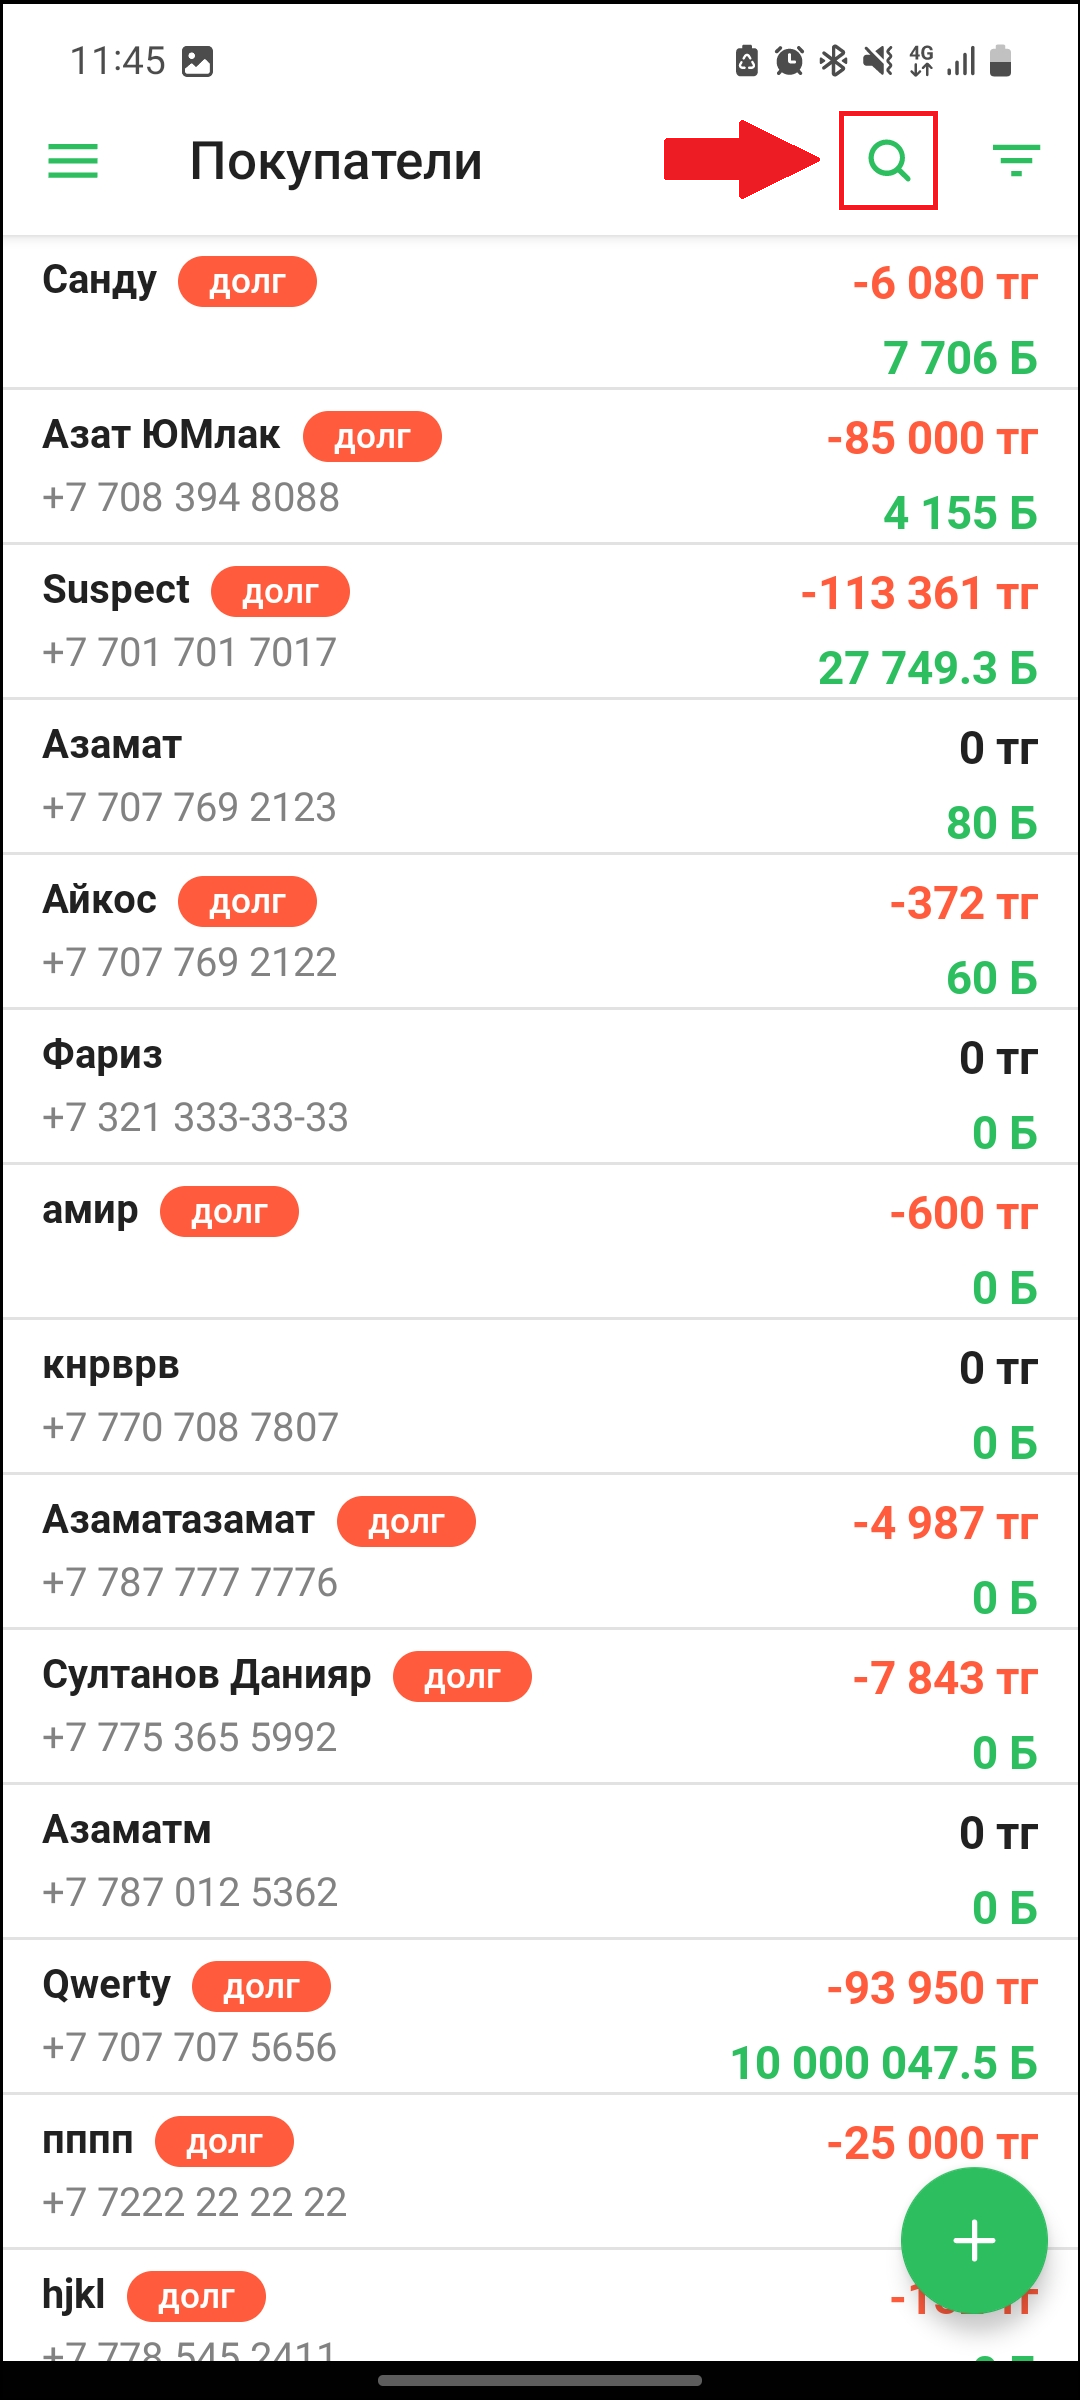 11:45 4G
Покупатели
Санду долг -6 080 тг
7 706 Б
Азат ЮМлак долг -85 000 тг
+7 708 394 8088 4 155 Б
Suspect долг -113 361 тг
+7 701 701 7017 27 749.3 Б
Азамат 0 тг
+7 707 769 2123 80 Б
Айкос долг -372 тг
+7 707 769 2122 60 Б
Фариз 0 тг
+7 321 333-33-33 0 Б
амир долг -600 тг
0 Б
кнрврв 0 тг
+7 770 708 7807 0 Б
Азаматазамат долг -4 987 тг
+7 787 777 7776 0 Б
Султанов Данияр долг -7 843 тг
+7 775 365 5992 0 Б
Азаматм 0 тг
+7 787 012 5362 0 Б
Qwerty долг -93 950 тг
+7 707 707 5656 10 000 047.5 Б
пппп долг -25 000 тг
+7 7222 22 22 22
hjkl долг
+7 778 545 2411